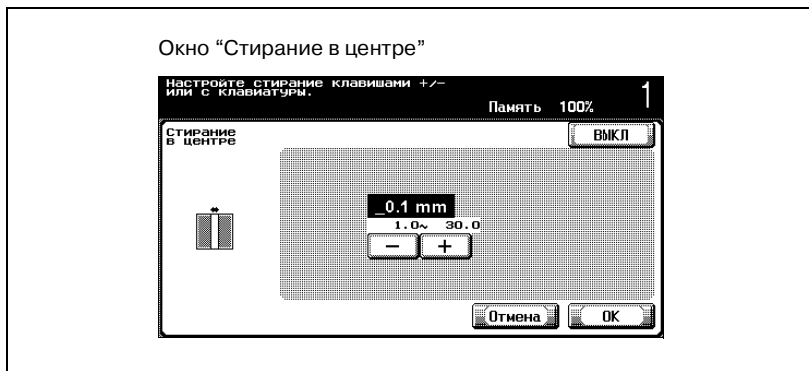 Окно “Стирание в центре”
Настройте стирание клавишами +/–
или с клавиатуры.
Память 100% 1
Стирание
в центре
ВЫКЛ
_0.1 mm
1.0~ 30.0
– +
Отмена OK